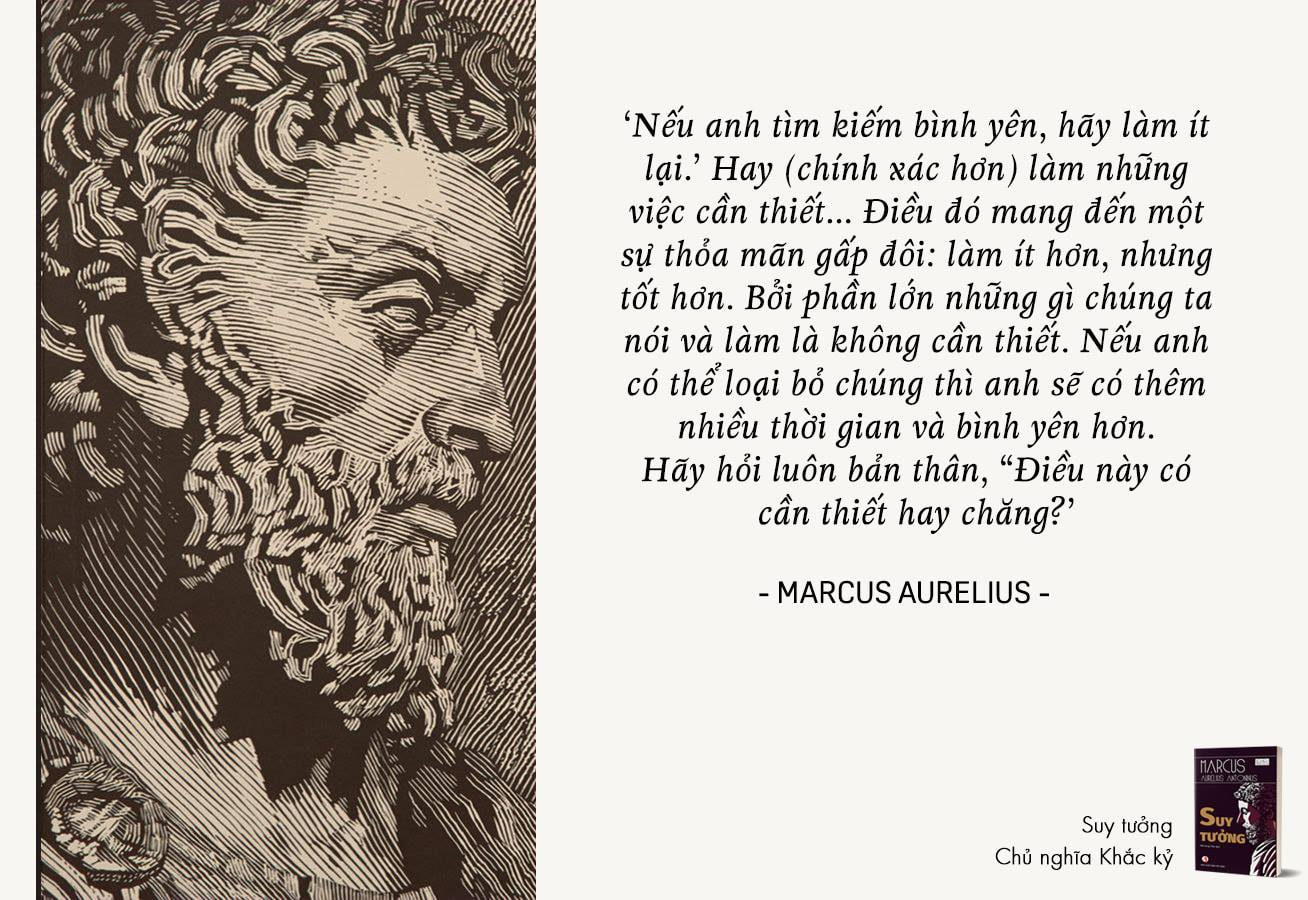 ‘Nếu anh tìm kiếm bình yên, hãy làm ít
lại.’ Hay (chính xác hơn) làm những
việc cần thiết... Điều đó mang đến một
sự thỏa mãn gấp đôi: làm ít hơn, nhưng
tốt hơn. Bởi phần lớn những gì chúng ta
nói và làm là không cần thiết. Nếu anh
có thể loại bỏ chúng thì anh sẽ có thêm
nhiều thời gian và bình yên hơn.
Hãy hỏi luôn bản thân, “Điều này có
cần thiết hay chăng?’
- MARCUS AURELIUS -
MARCUS
AURELIUS ANTONINUS
SUY
TƯỞNG
Suy tưởng
Chủ nghĩa Khắc kỷ